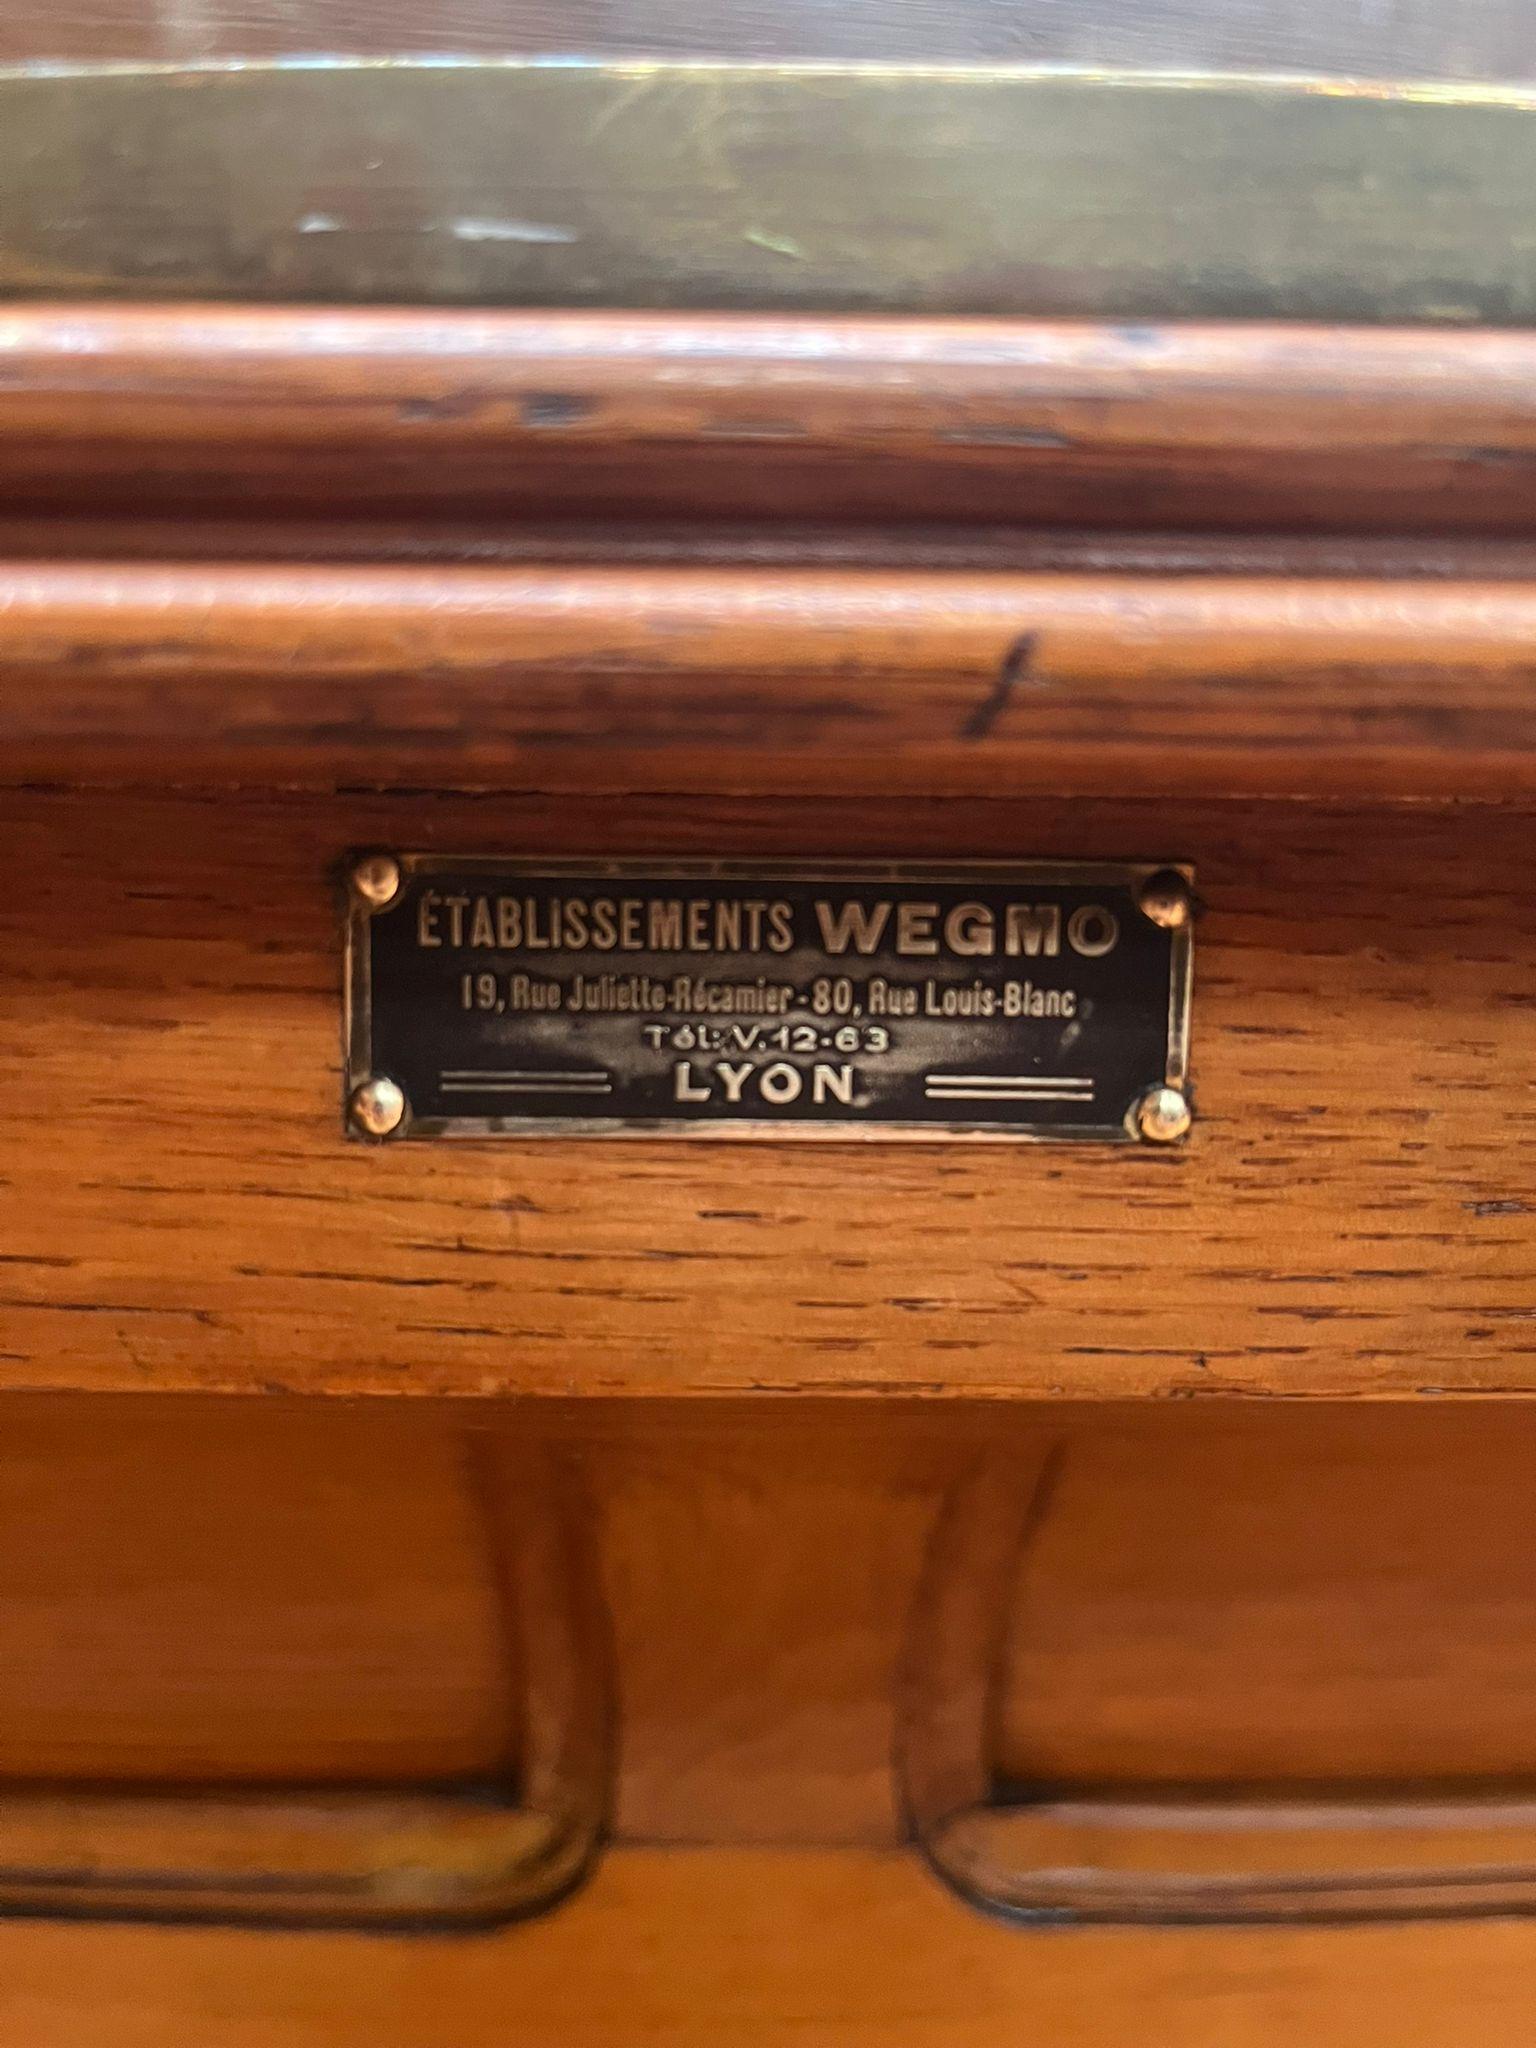 ÉTABLISSEMENTS WEGMO
19, Rue Juliette-Récamier - 80, Rue Louis-Blanc
Tél: V. 12-63
LYON